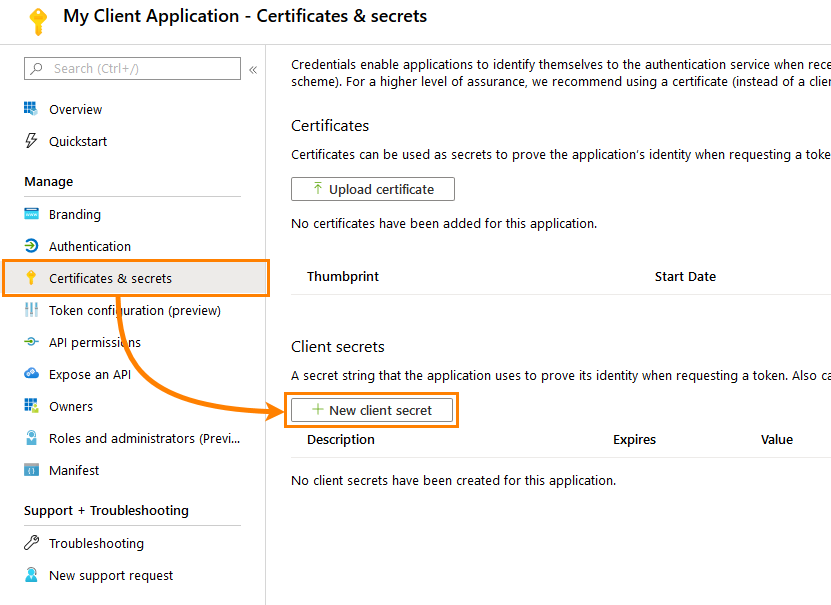 My Client Application - Certificates & secrets
Search (Ctrl+/)
«
Overview
Quickstart
Manage
Branding
Authentication
Certificates & secrets
Token configuration (preview)
API permissions
Expose an API
Owners
Roles and administrators (Previ...
Manifest
Support + Troubleshooting
Troubleshooting
New support request
Credentials enable applications to identify themselves to the authentication service when rece
scheme). For a higher level of assurance, we recommend using a certificate (instead of a clien
Certificates
Certificates can be used as secrets to prove the application's identity when requesting a toke
Upload certificate
No certificates have been added for this application.
Thumbprint Start Date
Client secrets
A secret string that the application uses to prove its identity when requesting a token. Also ca
New client secret
Description Expires Value
No client secrets have been created for this application.